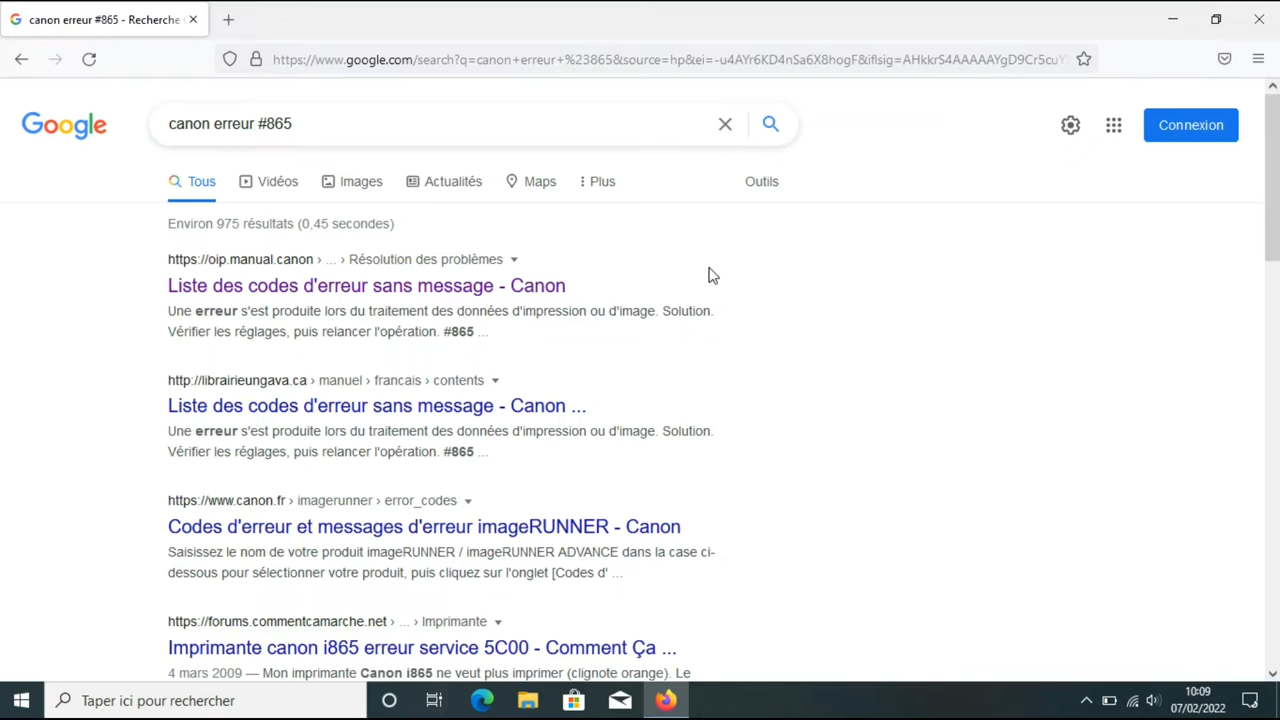 canon erreur #865 - Recherche
https://www.google.com/search?q=canon+erreur+%23865&source=hp&ei=-u4AYr6KD4nSa6X8hogF&iflsig=AHkkrS4AAAAAYgD9Cr5cuY
Google
canon erreur #865
Connexion
Tous Vidéos Images Actualités Maps Plus Outils
Environ 975 résultats (0,45 secondes)
https://oip.manual.canon › ... › Résolution des problèmes
Liste des codes d'erreur sans message - Canon
Une erreur s'est produite lors du traitement des données d'impression ou d'image. Solution.
Vérifier les réglages, puis relancer l'opération. #865 ...
http://librairieungava.ca › manuel › francais › contents
Liste des codes d'erreur sans message - Canon ...
Une erreur s'est produite lors du traitement des données d'impression ou d'image. Solution.
Vérifier les réglages, puis relancer l'opération. #865 ...
https://www.canon.fr › imagerunner › error_codes
Codes d'erreur et messages d'erreur imageRUNNER - Canon
Saisissez le nom de votre produit imageRUNNER / imageRUNNER ADVANCE dans la case ci-
dessous pour sélectionner votre produit, puis cliquez sur l'onglet [Codes d' ...
https://forums.commentcamarche.net › ... › Imprimante
Imprimante canon i865 erreur service 5C00 - Comment Ça ...
4 mars 2009 — Mon imprimante Canon i865 ne veut plus imprimer (clignote orange). Le
Taper ici pour rechercher
10:09
07/02/2022